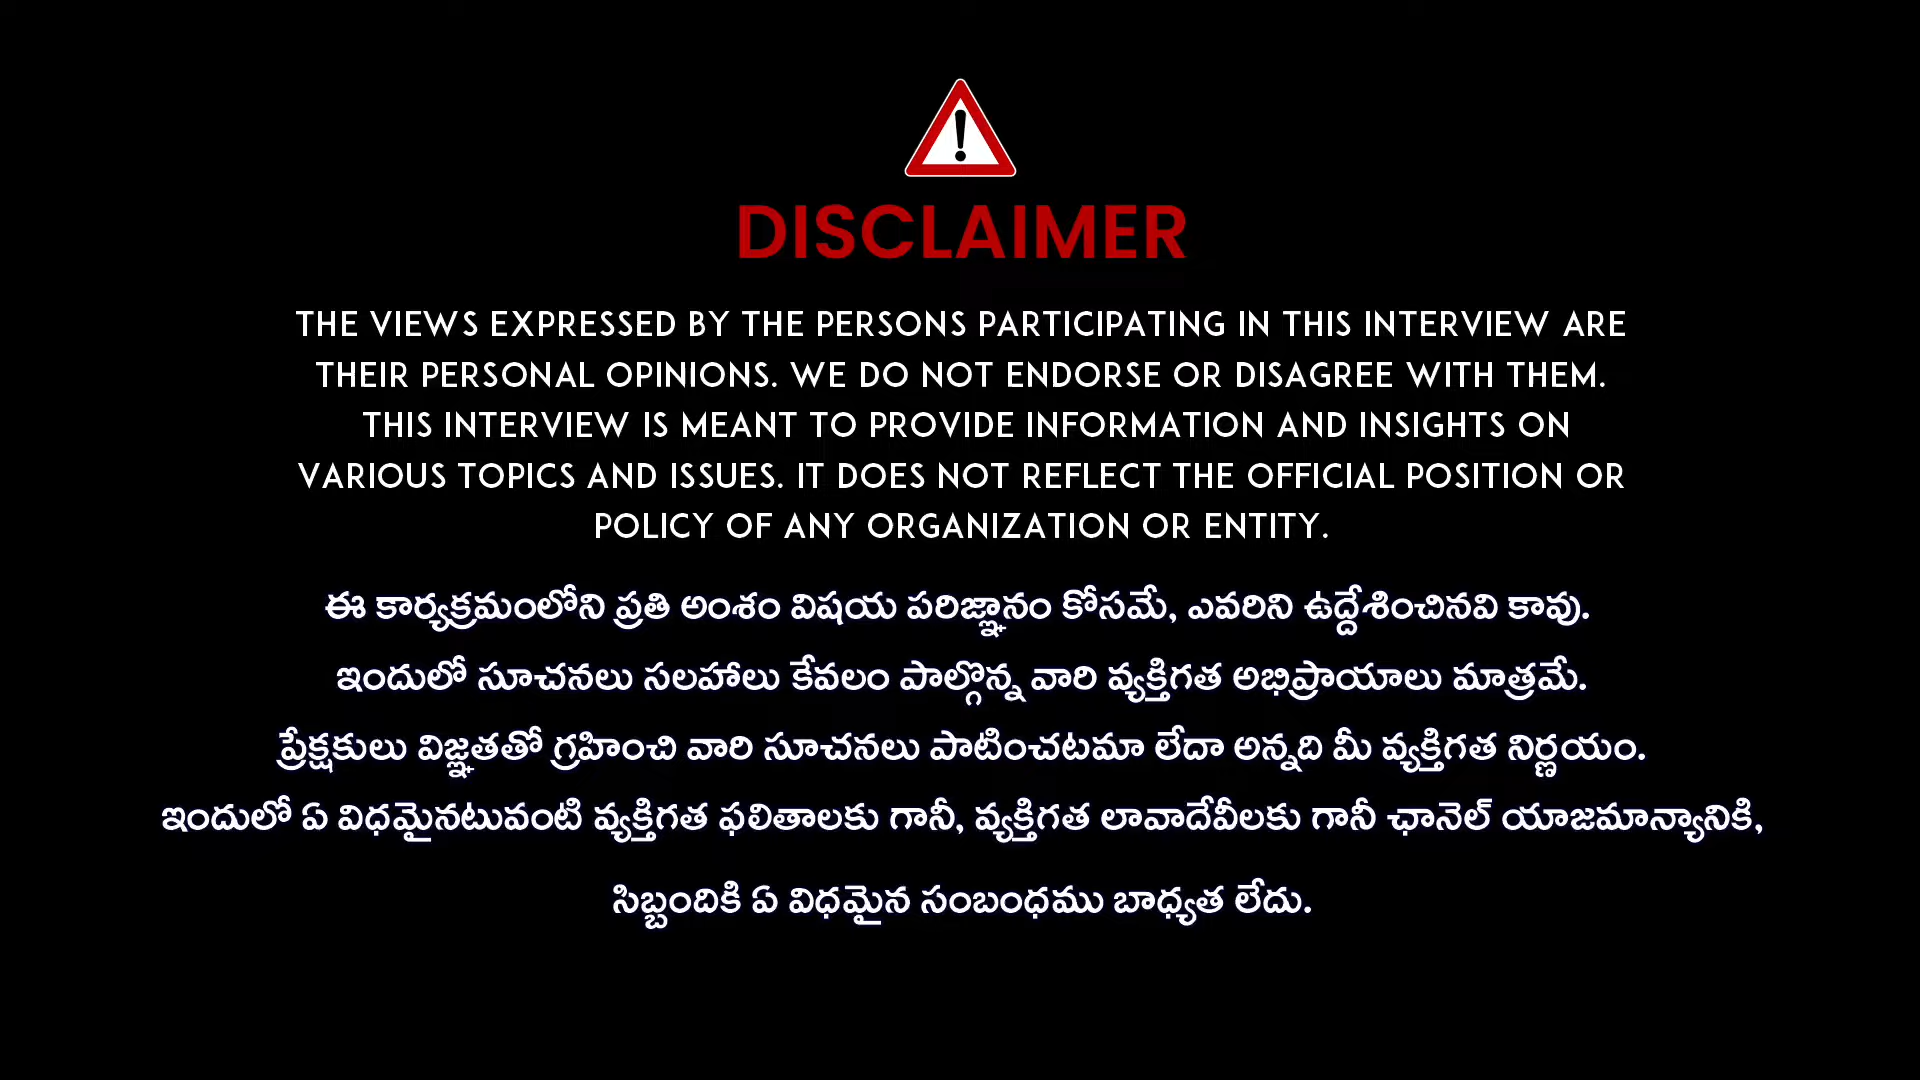 DISCLAIMER
THE VIEWS EXPRESSED BY THE PERSONS PARTICIPATING IN THIS INTERVIEW ARE
THEIR PERSONAL OPINIONS. WE DO NOT ENDORSE OR DISAGREE WITH THEM.
THIS INTERVIEW IS MEANT TO PROVIDE INFORMATION AND INSIGHTS ON
VARIOUS TOPICS AND ISSUES. IT DOES NOT REFLECT THE OFFICIAL POSITION OR
POLICY OF ANY ORGANIZATION OR ENTITY.
ఈ కార్యక్రమంలోని ప్రతి అంశం విషయ పరిజ్ఞానం కోసమే, ఎవరిని ఉద్దేశించినవి కావు.
ఇందులో సూచనలు సలహాలు కేవలం పాల్గొన్న వారి వ్యక్తిగత అభిప్రాయాలు మాత్రమే.
ప్రేక్షకులు విజ్ఞతతో గ్రహించి వారి సూచనలు పాటించటమా లేదా అన్నది మీ వ్యక్తిగత నిర్ణయం.
ఇందులో ఏ విధమైనటువంటి వ్యక్తిగత ఫలితాలకు గానీ, వ్యక్తిగత లావాదేవీలకు గానీ ఛానెల్ యాజమాన్యానికి,
సిబ్బందికి ఏ విధమైన సంబంధము బాధ్యత లేదు.